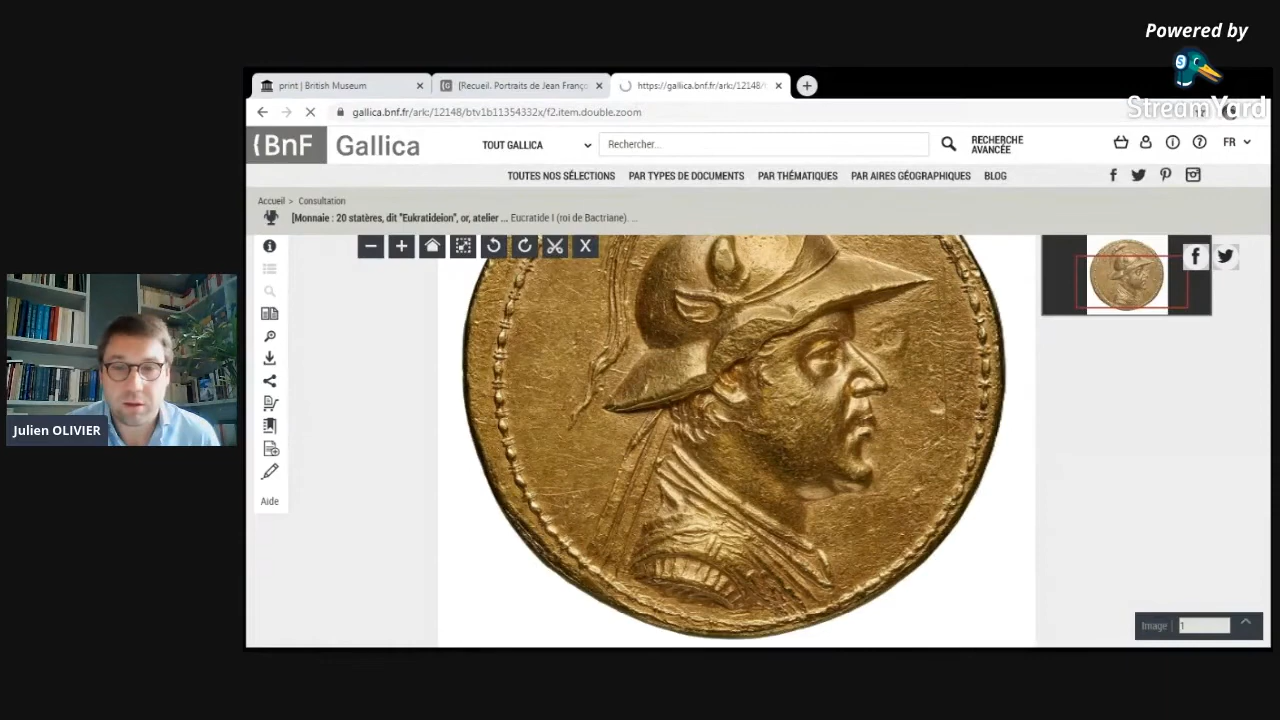 Powered by
StreamYard
print | British Museum
[Recueil. Portraits de Jean Franço
https://gallica.bnf.fr/ark:/12148/
gallica.bnf.fr/ark:/12148/btv1b11354332x/f2.item.double.zoom
BnF Gallica
TOUT GALLICA
Rechercher...
RECHERCHE AVANCÉE
FR
TOUTES NOS SÉLECTIONS PAR TYPES DE DOCUMENTS PAR THÉMATIQUES PAR AIRES GÉOGRAPHIQUES BLOG
Accueil > Consultation
[Monnaie : 20 statères, dit "Eukratideion", or, atelier ... Eucratide I (roi de Bactriane). ...
Aide
Julien OLIVIER
Image | 1